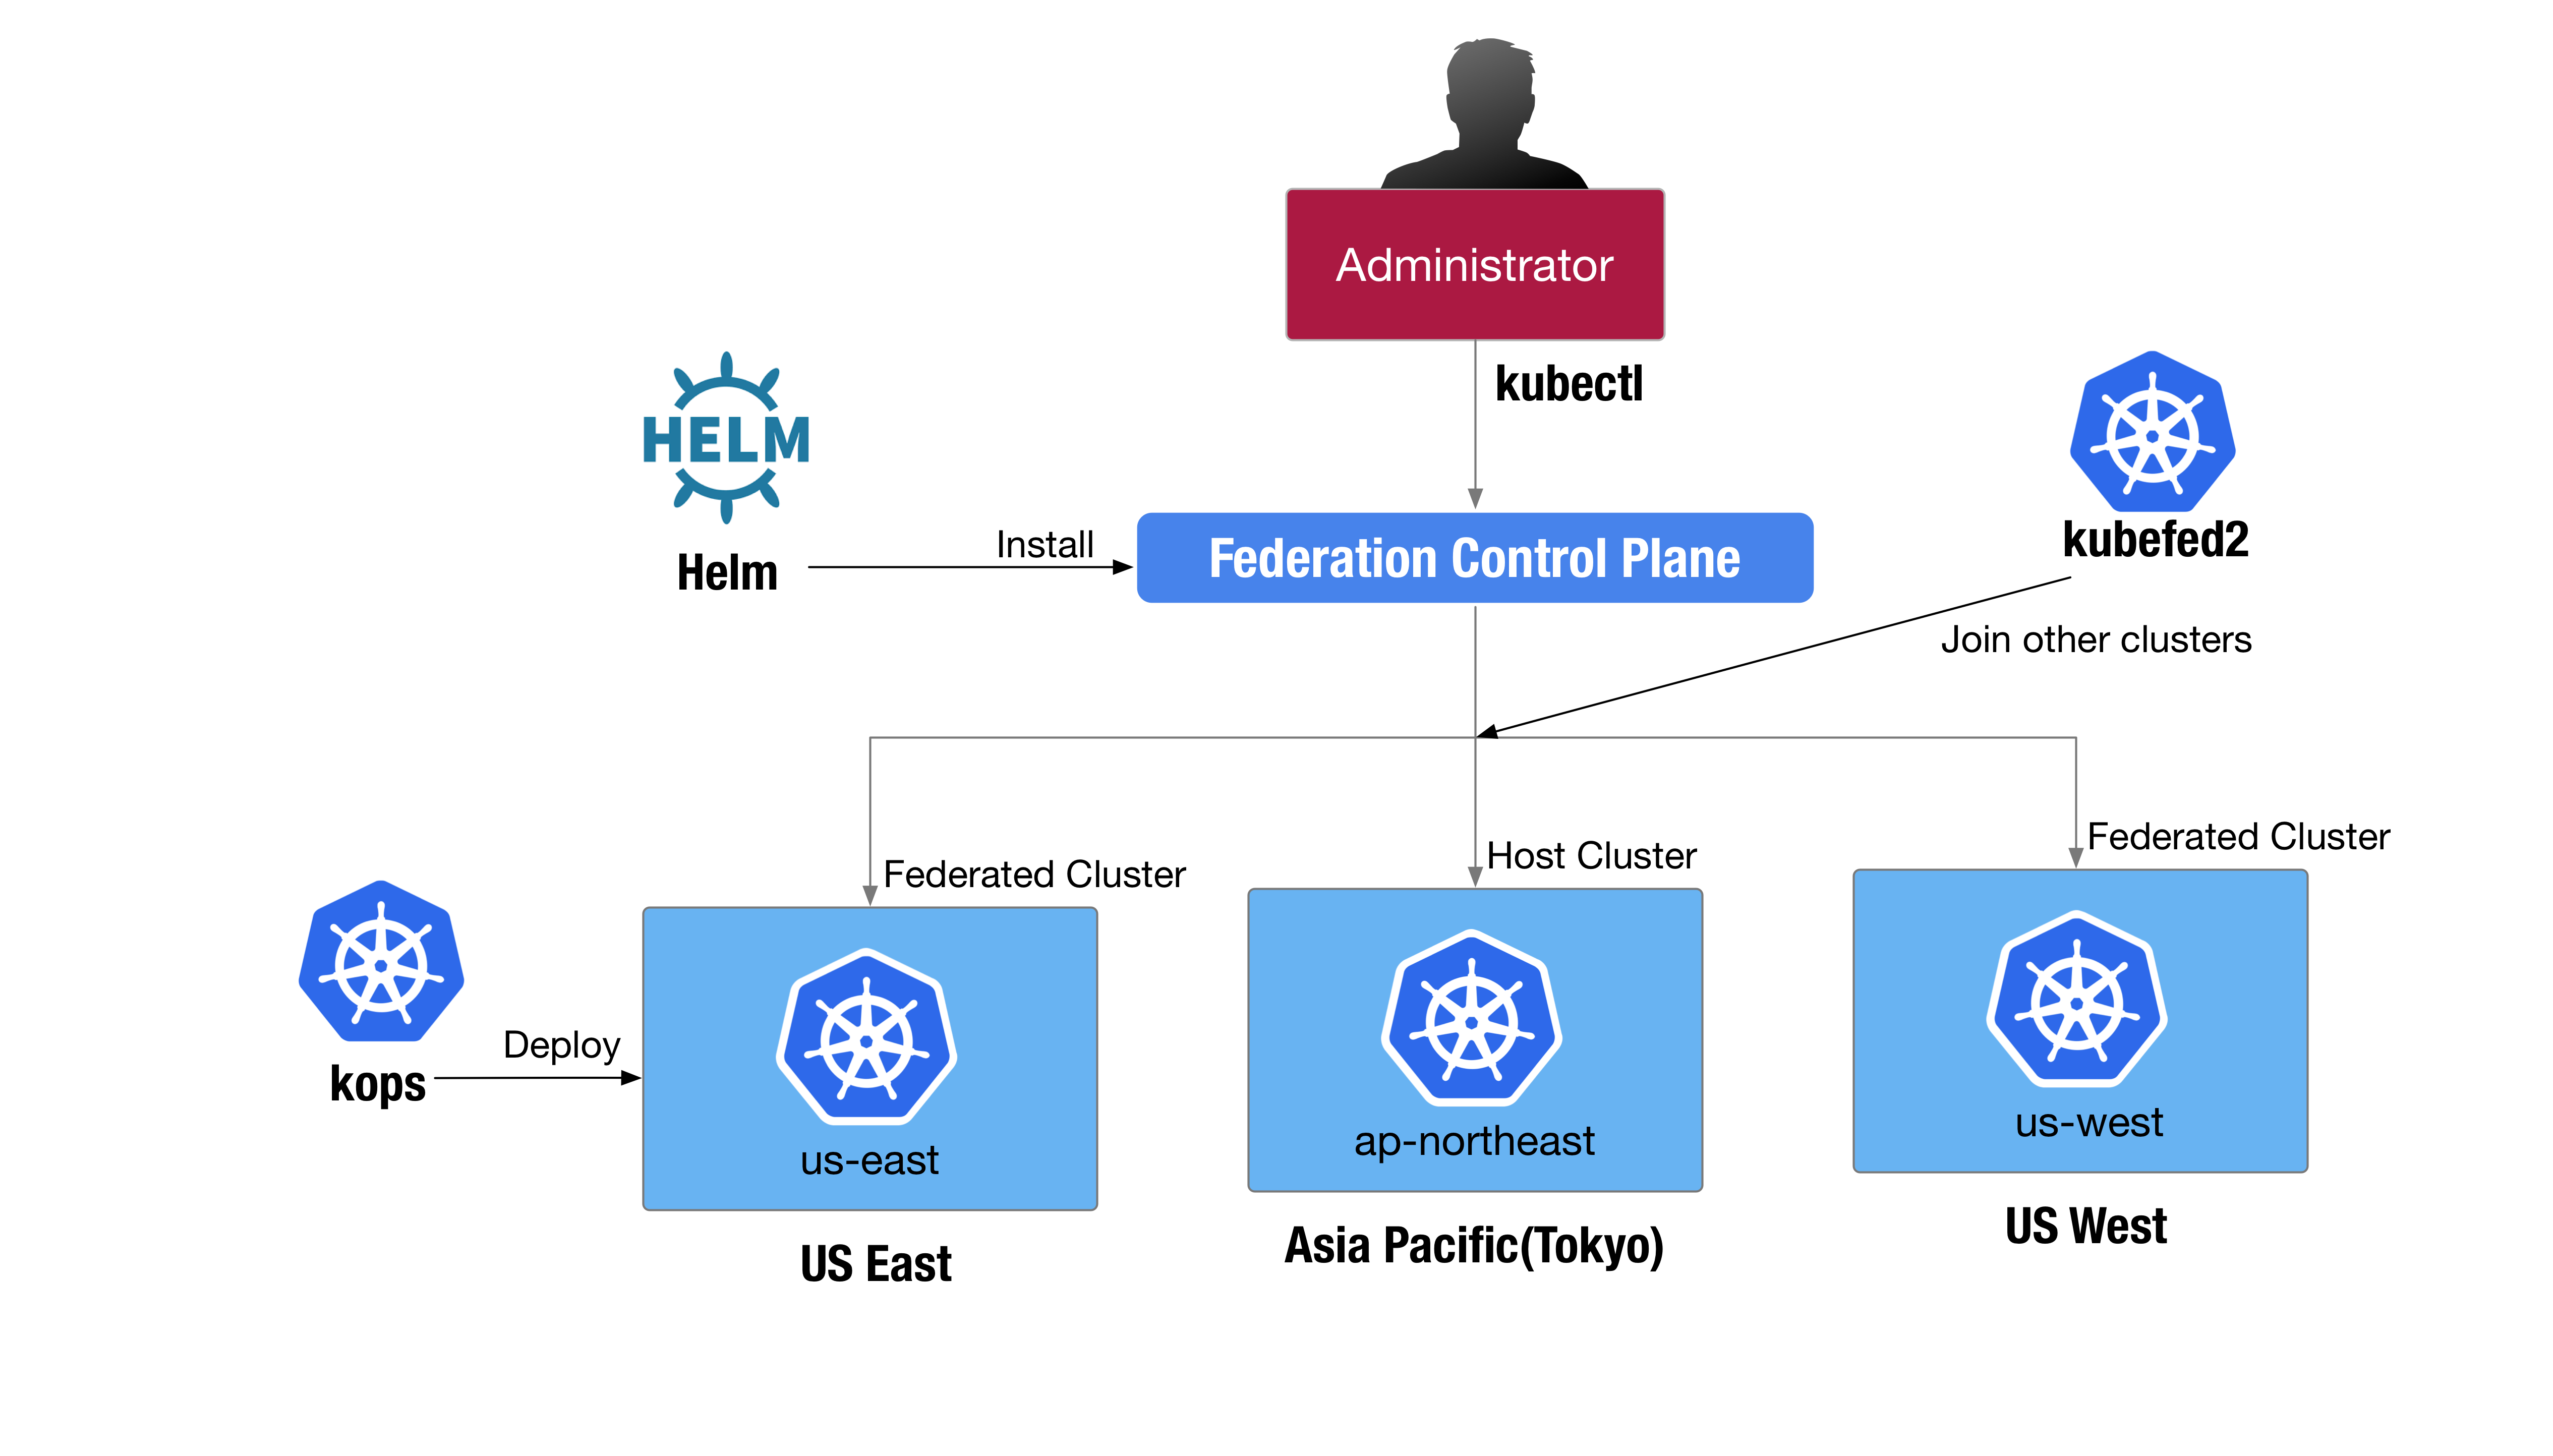 Administrator
kubectl
HELM
Helm
Install
Federation Control Plane
kubefed2
Join other clusters
Federated Cluster
Host Cluster
Federated Cluster
kops
Deploy
us-east
ap-northeast
us-west
US East
Asia Pacific(Tokyo)
US West